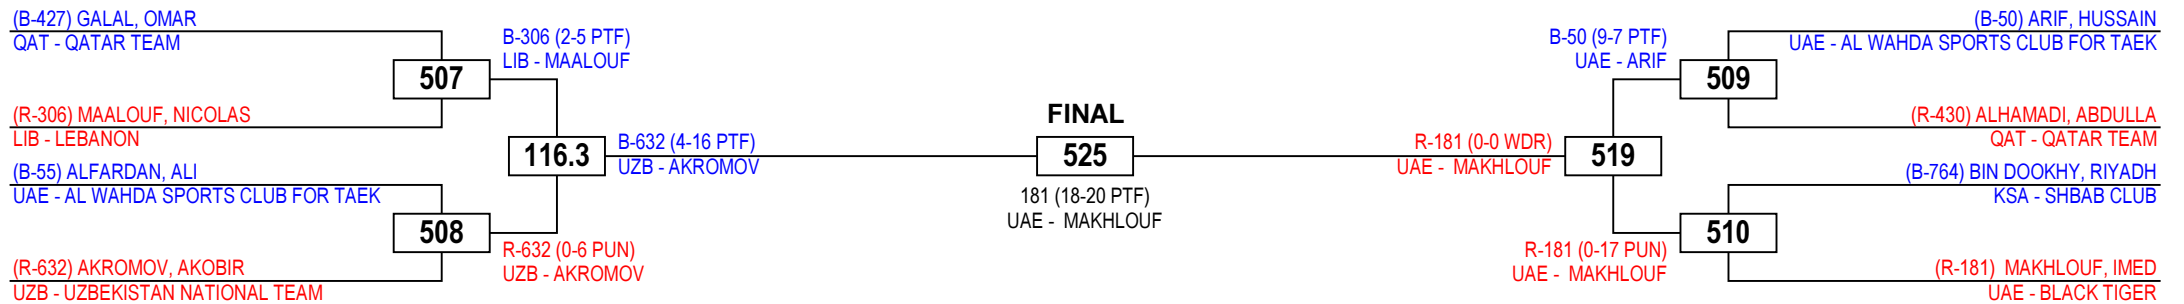 (B-427) GALAL, OMAR
QAT - QATAR TEAM
507
(R-306) MAALOUF, NICOLAS
LIB - LEBANON
(B-55) ALFARDAN, ALI
UAE - AL WAHDA SPORTS CLUB FOR TAEK
508
(R-632) AKROMOV, AKOBIR
UZB - UZBEKISTAN NATIONAL TEAM
B-306 (2-5 PTF)
LIB - MAALOUF
116.3
R-632 (0-6 PUN)
UZB - AKROMOV
B-632 (4-16 PTF)
UZB - AKROMOV
FINAL
525
181 (18-20 PTF)
UAE - MAKHLOUF
R-181 (0-0 WDR)
UAE - MAKHLOUF
B-50 (9-7 PTF)
UAE - ARIF
519
R-181 (0-17 PUN)
UAE - MAKHLOUF
(B-50) ARIF, HUSSAIN
UAE - AL WAHDA SPORTS CLUB FOR TAEK
509
(R-430) ALHAMADI, ABDULLA
QAT - QATAR TEAM
(B-764) BIN DOOKHY, RIYADH
KSA - SHBAB CLUB
510
(R-181) MAKHLOUF, IMED
UAE - BLACK TIGER